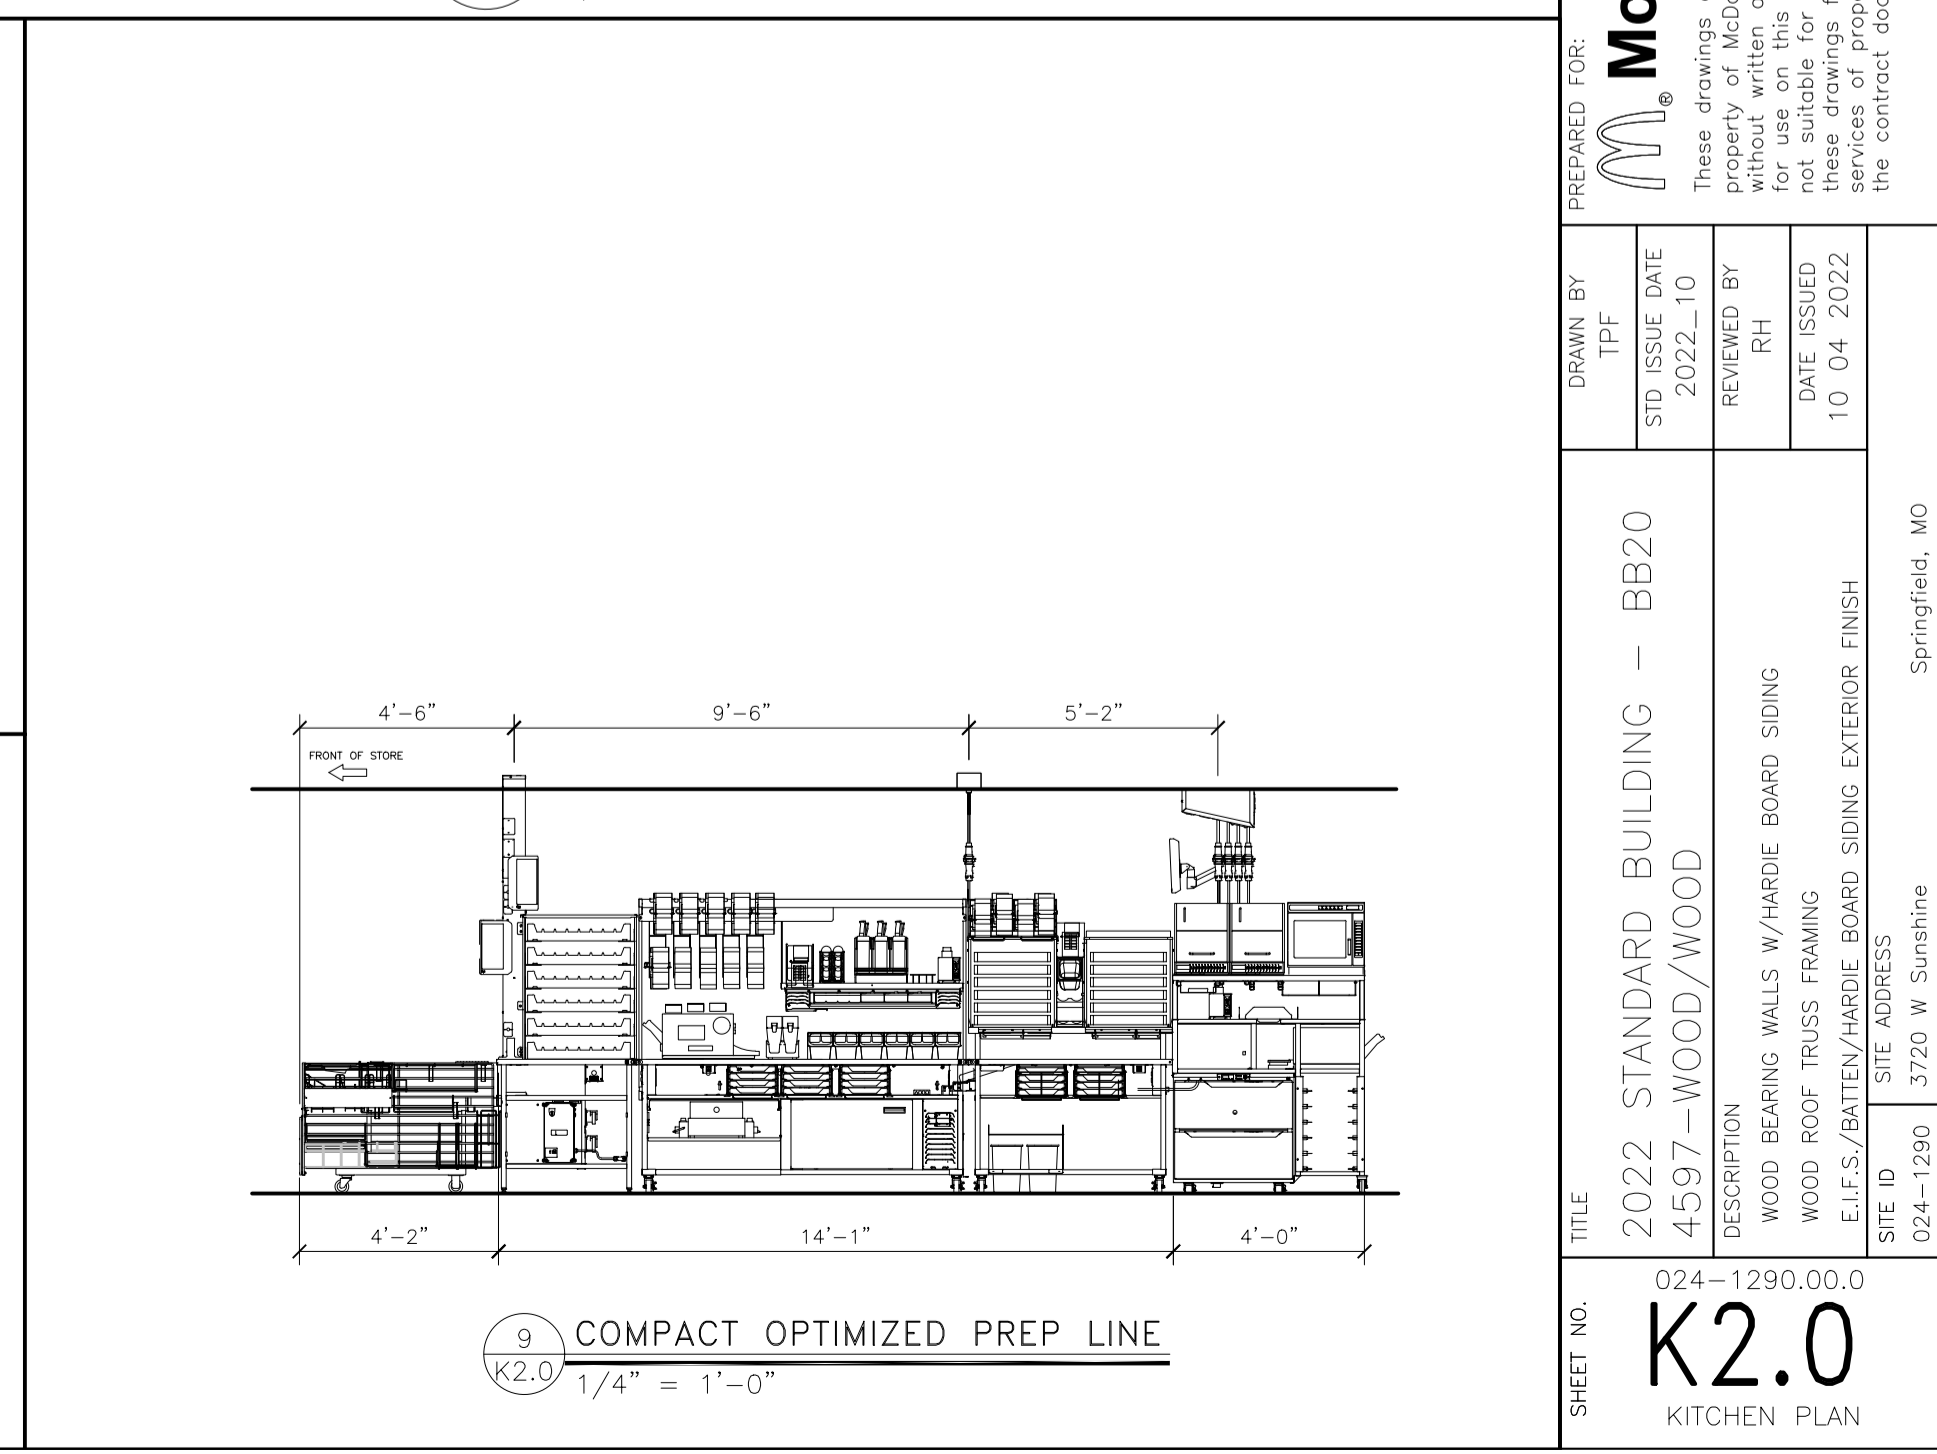 4'-6"
9'-6"
5'-2"
FRONT OF STORE
4'-2"
14'-1"
4'-0"
9
K2.0
COMPACT OPTIMIZED PREP LINE
1/4" = 1'-0"
PREPARED FOR:
®
These drawings
property of
without written
for use on this
not suitable for
these drawings
services of
the contract
DRAWN BY
TPF
STD ISSUE DATE
2022_10
REVIEWED BY
RH
DATE ISSUED
10 04 2022
TITLE
2022 STANDARD BUILDING - BB20
4597-WOOD/WOOD
DESCRIPTION
WOOD BEARING WALLS W/HARDIE BOARD SIDING
WOOD ROOF TRUSS FRAMING
E.I.F.S./BATTEN/HARDIE BOARD SIDING EXTERIOR FINISH
SITE ADDRESS
3720 W Sunshine
Springfield, MO
SITE ID
024-1290
SHEET NO.
024-1290.00.0
K2.0
KITCHEN PLAN